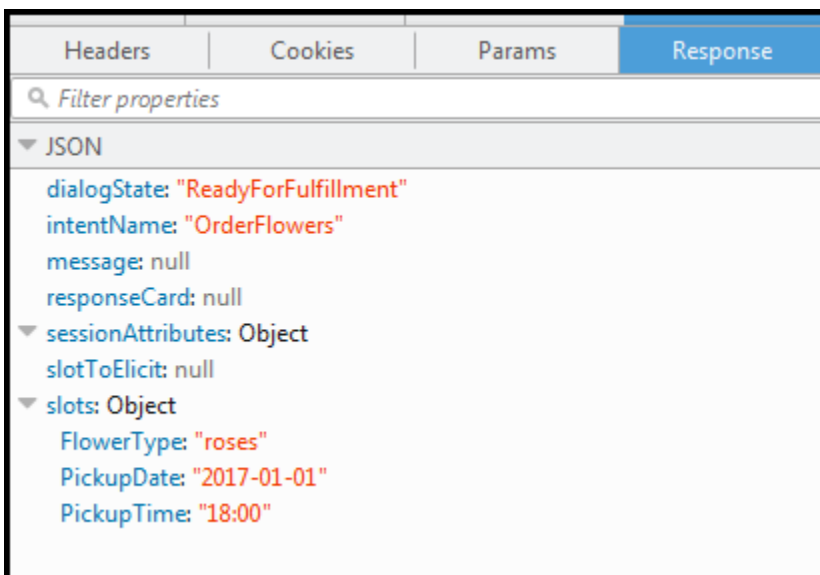 Headers Cookies Params Response
Filter properties
JSON
dialogState: "ReadyForFulfillment"
intentName: "OrderFlowers"
message: null
responseCard: null
sessionAttributes: Object
slotToElicit: null
slots: Object
FlowerType: "roses"
PickupDate: "2017-01-01"
PickupTime: "18:00"